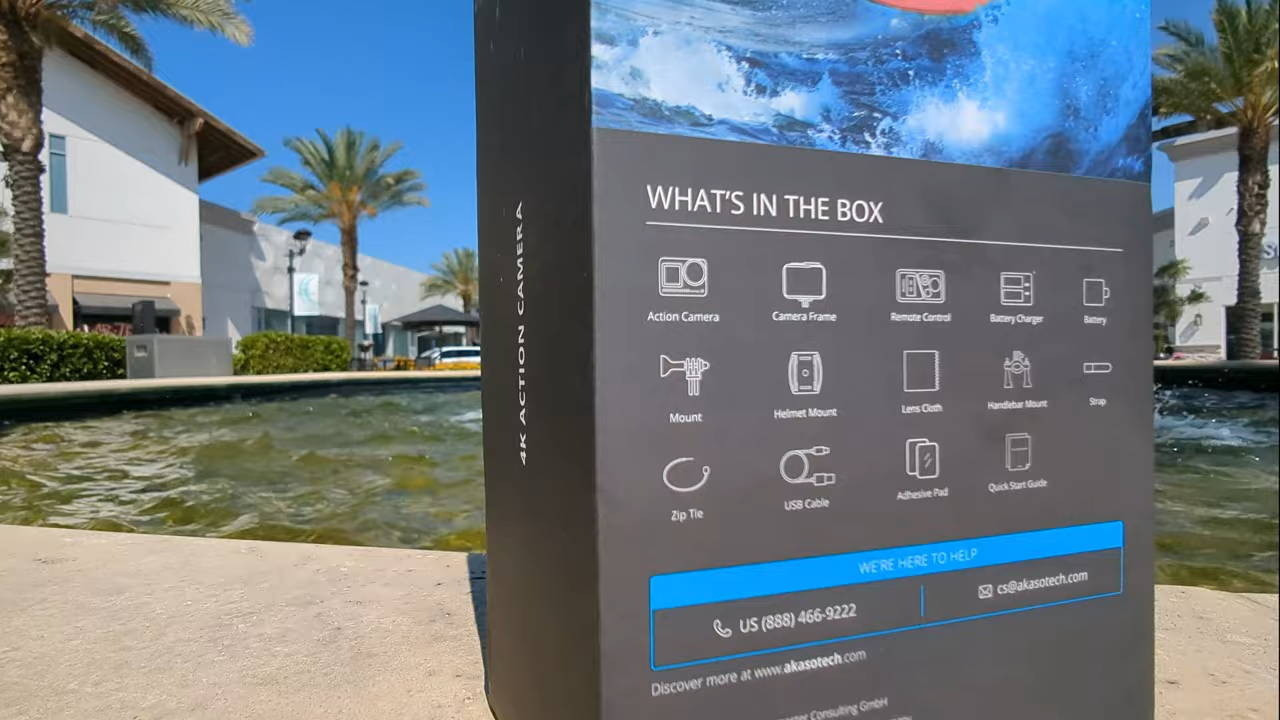 4K ACTION CAMERA
WHAT'S IN THE BOX
Action Camera
Camera Frame
Remote Control
Battery Charger
Battery
Mount
Helmet Mount
Lens Cloth
Handlebar Mount
Strap
Zip Tie
USB Cable
Adhesive Pad
Quick Start Guide
WE'RE HERE TO HELP
US (888) 466-9222
cs@akasotech.com
Discover more at www.akasotech.com
Consulting GmbH